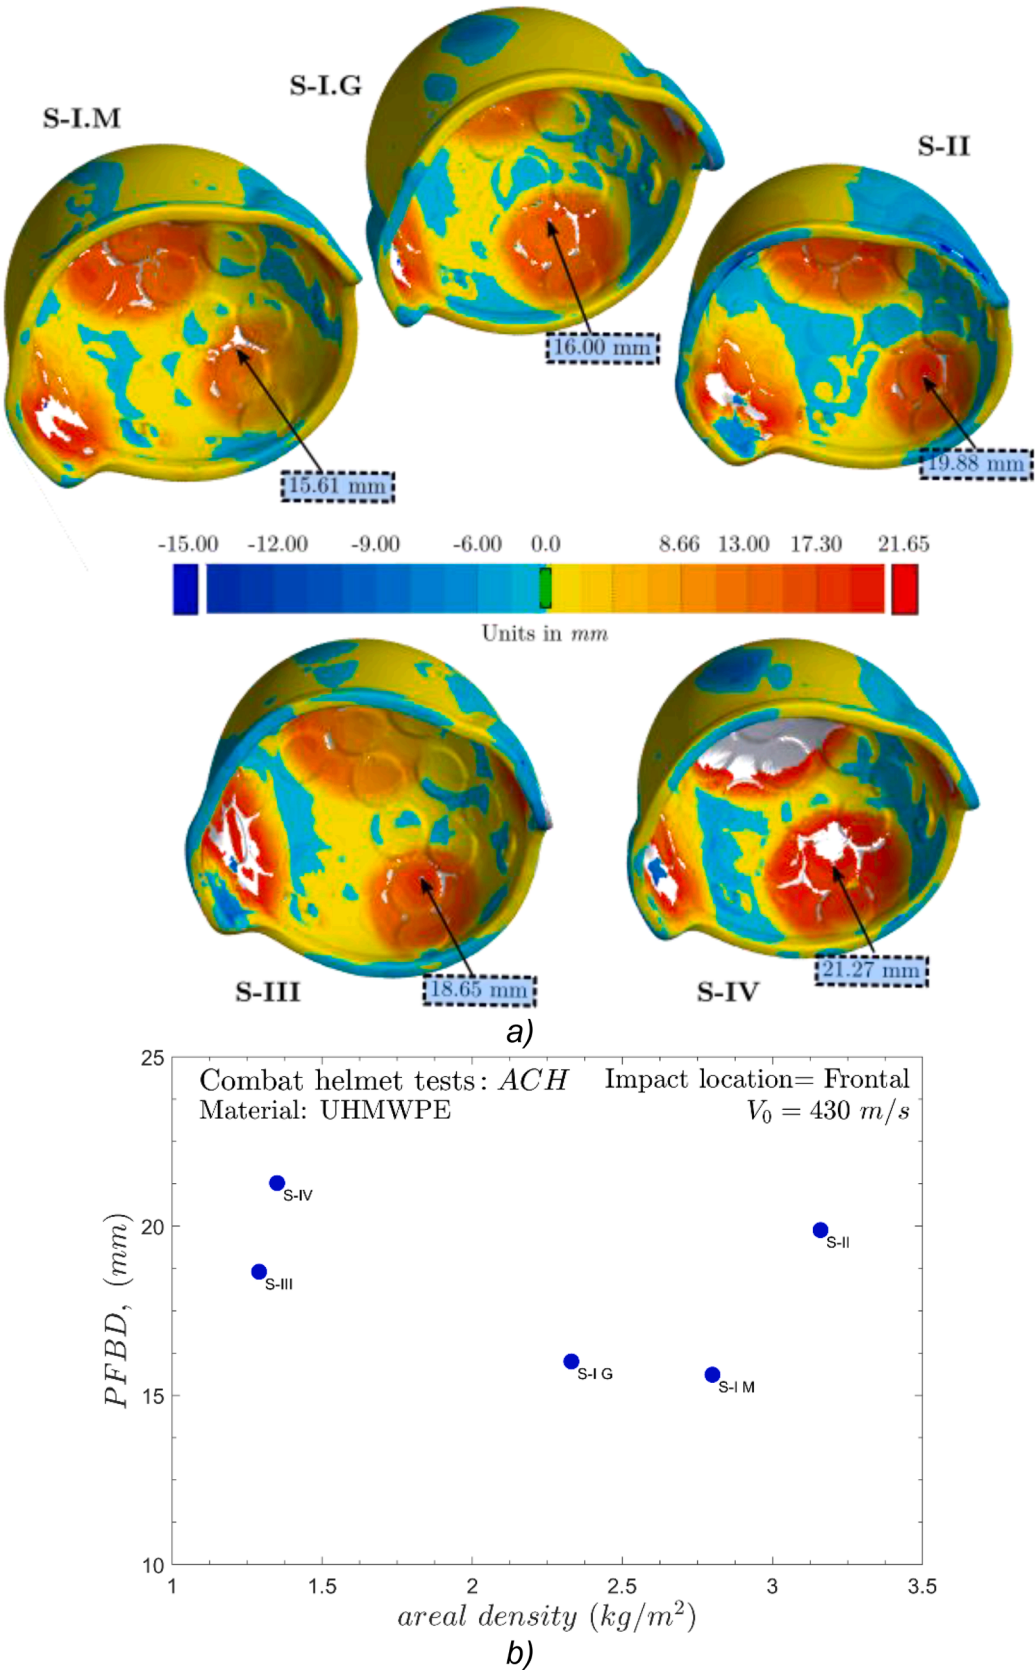 S-I.G
S-I.M
S-II
16.00 mm
19.88 mm
15.61 mm
-15.00 -12.00 -9.00 -6.00 0.0 8.66 13.00 17.30 21.65
Units in mm
S-III
18.65 mm
S-IV
21.27 mm
a)
25
Combat helmet tests: ACH
Impact location= Frontal
Material: UHMWPE
V₀ = 430 m/s
S-IV
20
S-II
S-III
PFBD, (mm)
S-I G
S-I M
15
10
1 1.5 2 2.5 3 3.5
areal density (kg/m²)
b)